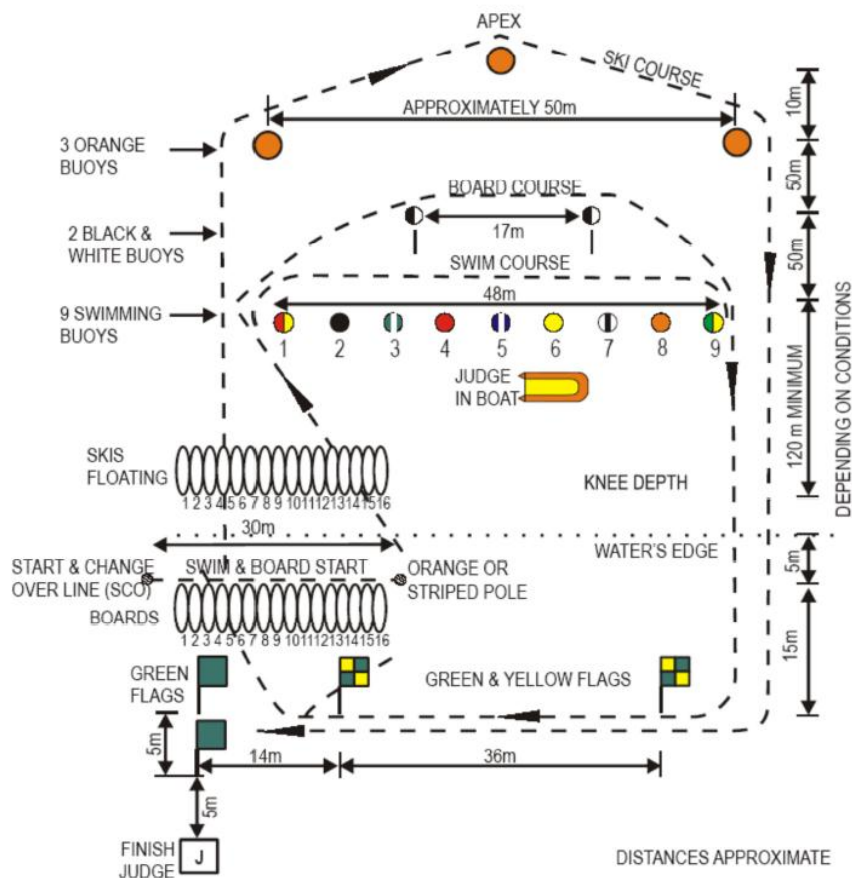 APEX
SKI COURSE
10m
APPROXIMATELY 50m
3 ORANGE
BUOYS
50m
BOARD COURSE
2 BLACK &
WHITE BUOYS
17m
50m
SWIM COURSE
48m
9 SWIMMING
BUOYS
1 2 3 4 5 6 7 8 9
JUDGE
IN BOAT
120 m MINIMUM
DEPENDING ON CONDITIONS
SKIS
FLOATING
KNEE DEPTH
1 2 3 4 5 6 7 8 9 10 11 12 13 14 15 16
30m
WATER'S EDGE
5m
START & CHANGE
OVER LINE (SCO)
SWIM & BOARD START
ORANGE OR
STRIPED POLE
BOARDS
1 2 3 4 5 6 7 8 9 10 11 12 13 14 15 16
15m
GREEN
FLAGS
GREEN & YELLOW FLAGS
5m
14m
36m
5m
FINISH
JUDGE
J
DISTANCES APPROXIMATE